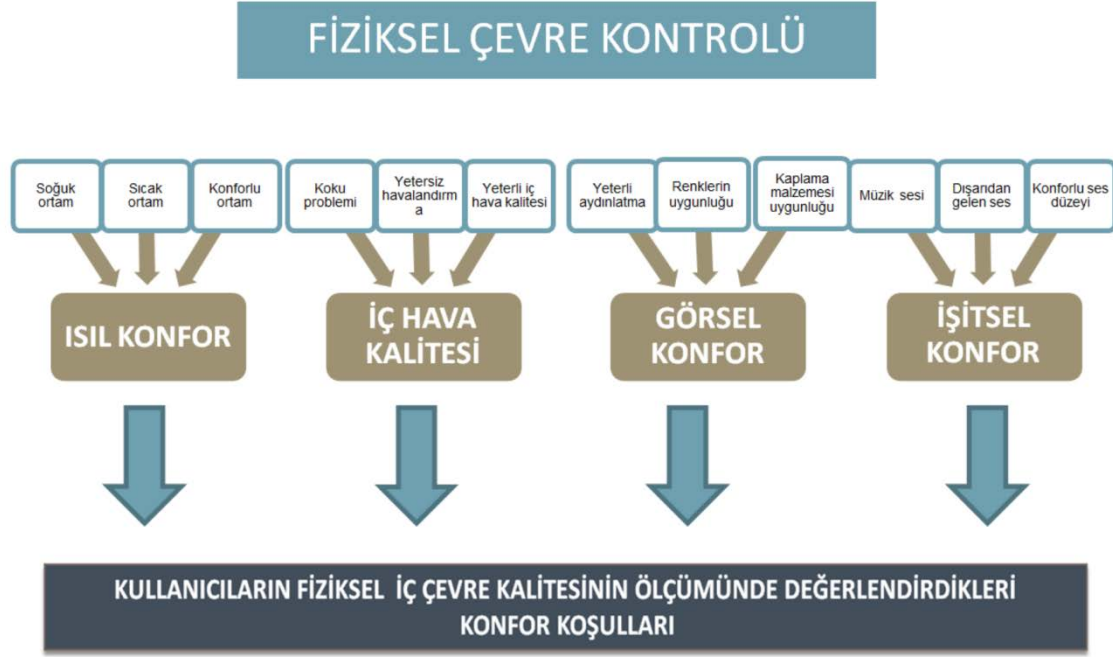 FİZİKSEL ÇEVRE KONTROLÜ
Soğuk
ortam
Sıcak
ortam
Konforlu
ortam
Koku
problemi
Yetersiz
havalandırm
a
Yeterli iç
hava kalitesi
Yeterli
aydınlatma
Renklerin
uygunluğu
Kaplama
malzemesi
uygunluğu
Müzik sesi
Dışarıdan
gelen ses
Konforlu ses
düzeyi
ISIL KONFOR
İÇ HAVA
KALİTESİ
GÖRSEL
KONFOR
İŞİTSEL
KONFOR
KULLANICILARIN FİZİKSEL İÇ ÇEVRE KALİTESİNİN ÖLÇÜMÜNDE DEĞERLENDİRDİKLERİ
KONFOR KOŞULLARI